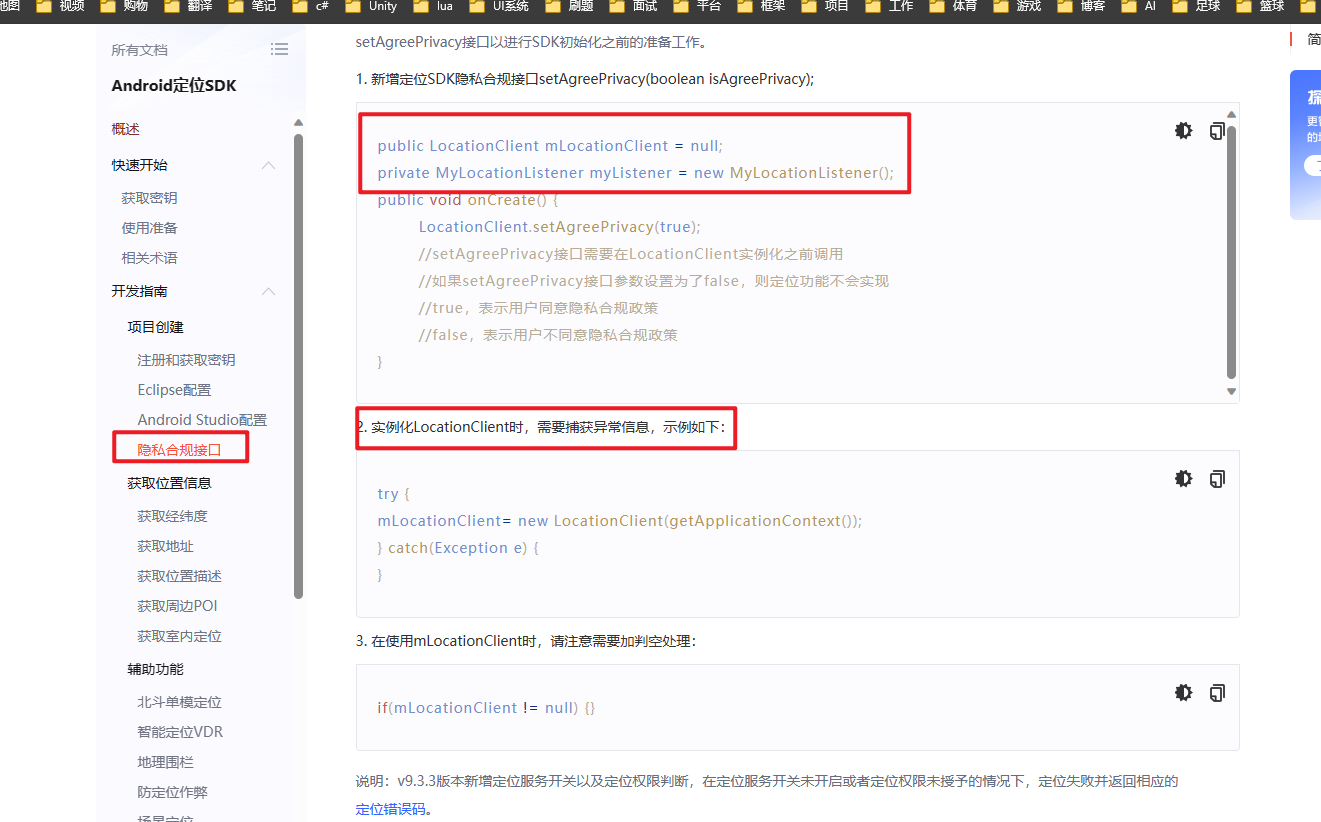 地图 视频 购物 翻译 笔记 c# Unity lua UI系统 刷题 面试 平台 框架 项目 工作 体育 游戏 博客 AI 足球 篮球
所有文档
Android定位SDK
概述
快速开始
获取密钥
使用准备
相关术语
开发指南
项目创建
注册和获取密钥
Eclipse配置
Android Studio配置
隐私合规接口
获取位置信息
获取经纬度
获取地址
获取位置描述
获取周边POI
获取室内定位
辅助功能
北斗单模定位
智能定位VDR
地理围栏
防定位作弊
场景定位
setAgreePrivacy接口以进行SDK初始化之前的准备工作。
1. 新增定位SDK隐私合规接口setAgreePrivacy(boolean isAgreePrivacy);
public LocationClient mLocationClient = null;
private MyLocationListener myListener = new MyLocationListener();
public void onCreate() {
LocationClient.setAgreePrivacy(true);
//setAgreePrivacy接口需要在LocationClient实例化之前调用
//如果setAgreePrivacy接口参数设置为了false，则定位功能不会实现
//true，表示用户同意隐私合规政策
//false，表示用户不同意隐私合规政策
}
2. 实例化LocationClient时，需要捕获异常信息，示例如下：
try {
mLocationClient= new LocationClient(getApplicationContext());
} catch(Exception e) {
}
3. 在使用mLocationClient时，请注意需要加判空处理：
if(mLocationClient != null) {}
说明：v9.3.3版本新增定位服务开关以及定位权限判断，在定位服务开关未开启或者定位权限未授予的情况下，定位失败并返回相应的
定位错误码。
简